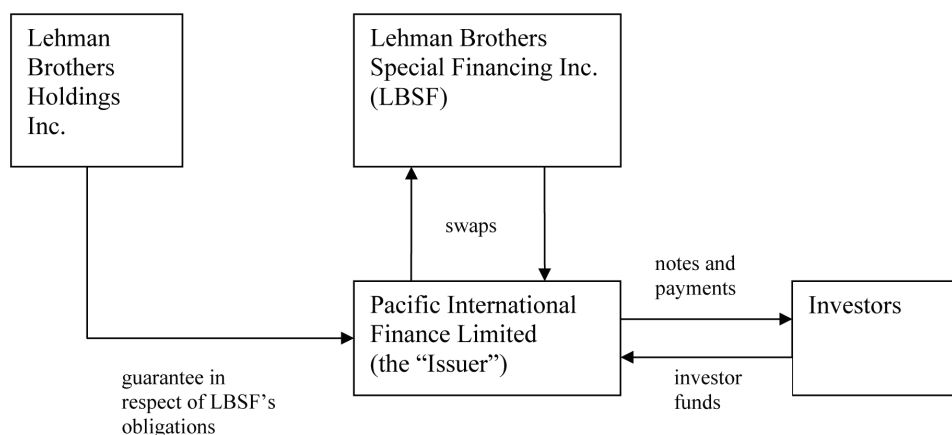 Lehman
Brothers
Holdings
Inc.
Lehman Brothers
Special Financing Inc.
(LBSF)
swaps
notes and
payments
Pacific International
Finance Limited
(the “Issuer”)
Investors
guarantee in
respect of LBSF’s
obligations
investor
funds